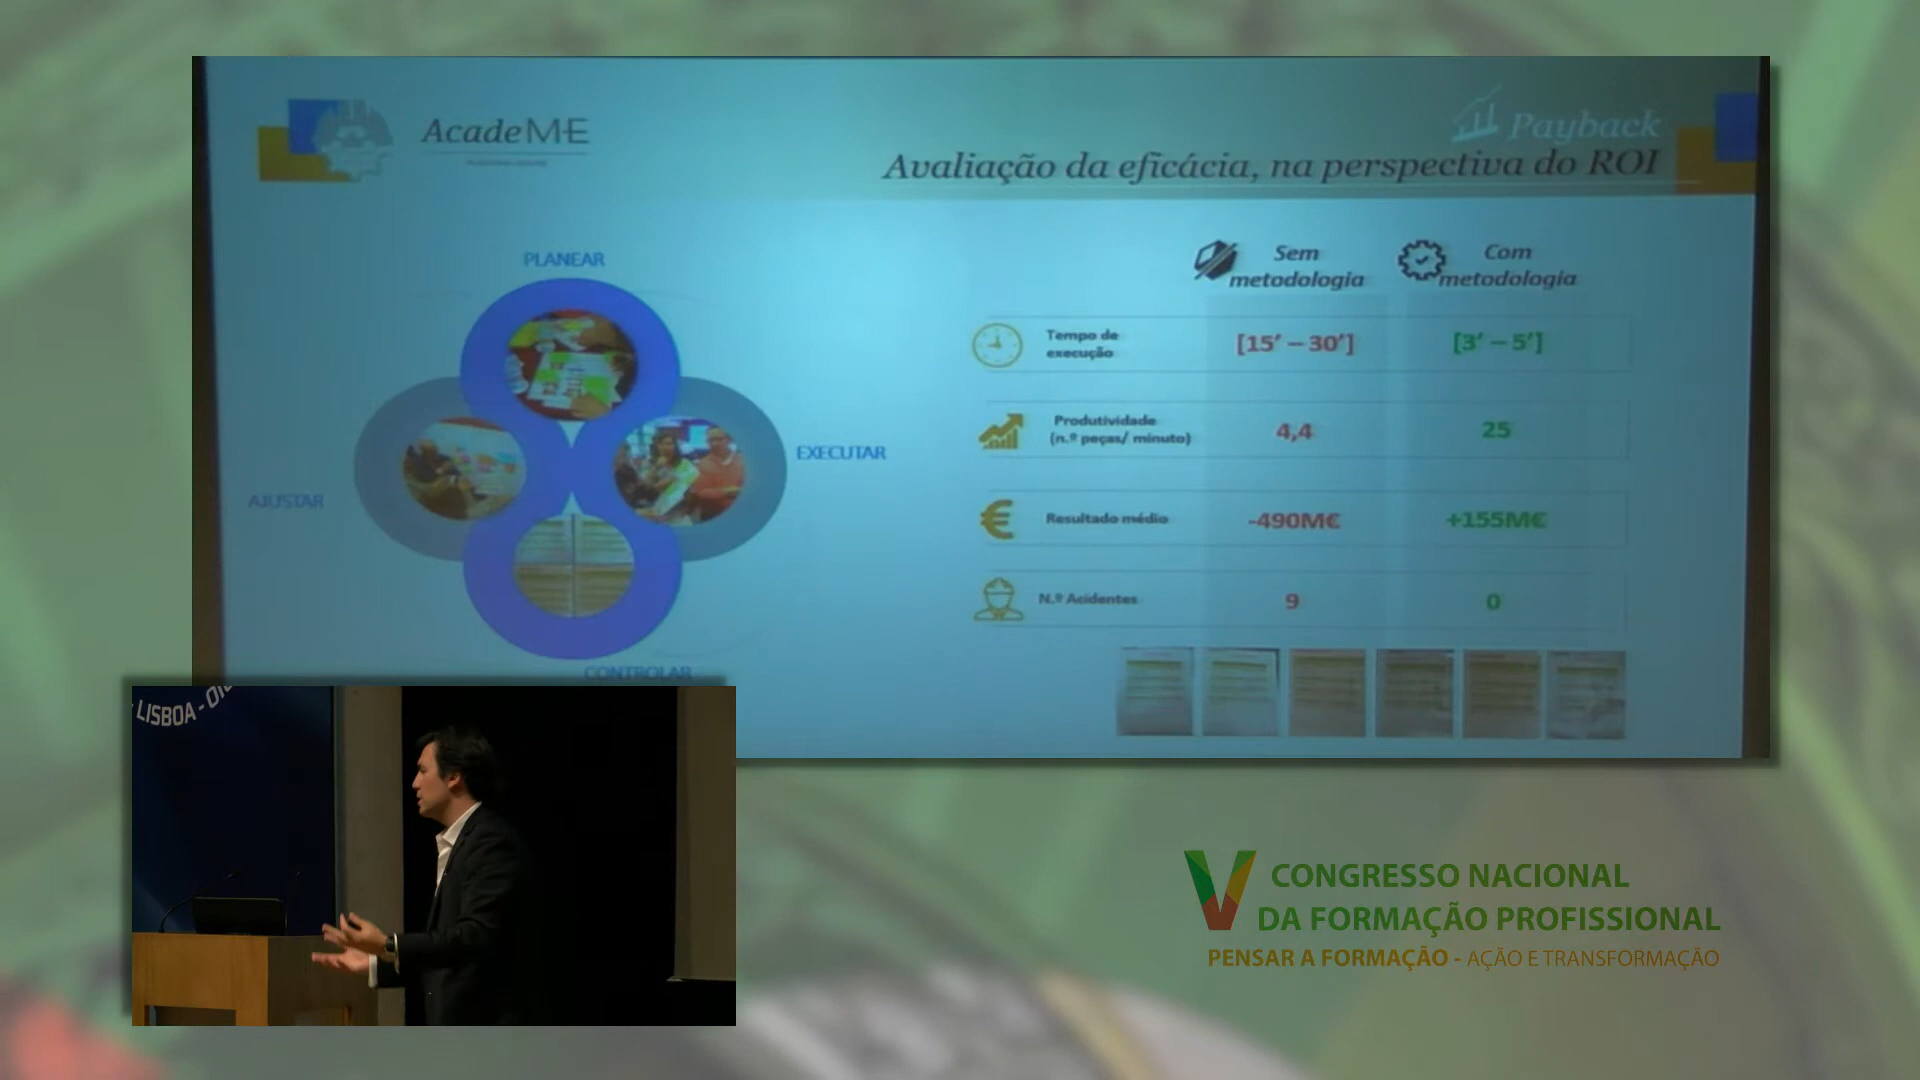 AcadeME
Payback
Avaliação da eficácia, na perspectiva do ROI
PLANEAR
EXECUTAR
AJUSTAR
CONTROLAR
Sem
metodologia
Com
metodologia
Tempo de
execução
[15’ – 30’]
[3’ – 5’]
Produtividade
(n.º peças/ minuto)
4,4
25
Resultado médio
-490M€
+155M€
N.º Acidentes
9
0
LISBOA -
V CONGRESSO NACIONAL
DA FORMAÇÃO PROFISSIONAL
PENSAR A FORMAÇÃO - AÇÃO E TRANSFORMAÇÃO